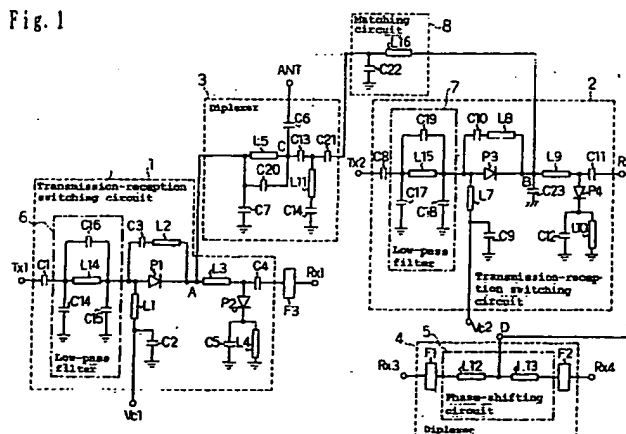 Fig. 1
Matching
circuit
8
L16
C22
ANT
3
Diplexer
C6
L5
C
C13
C21
C20
L11
C7
C14
7
2
C19
C10
L8
Tx2
C8
L15
P3
L9
C11
R
B
C17
C18
L7
C23
P4
C9
C12
L10
Low-pass
filter
Transmission-recep
tion switching
circuit
Vc2
1
Transmission-reception
switching circuit
6
C16
C3
L2
Tx1
C1
L14
P1
A
L3
C4
Rx1
F3
C14
C15
L1
P2
C2
C5
L4
Low-pass
filter
Vc1
D
4
5
F1
F2
Rx3
L12
L13
Rx4
Phase-shifting
circuit
Diplexer